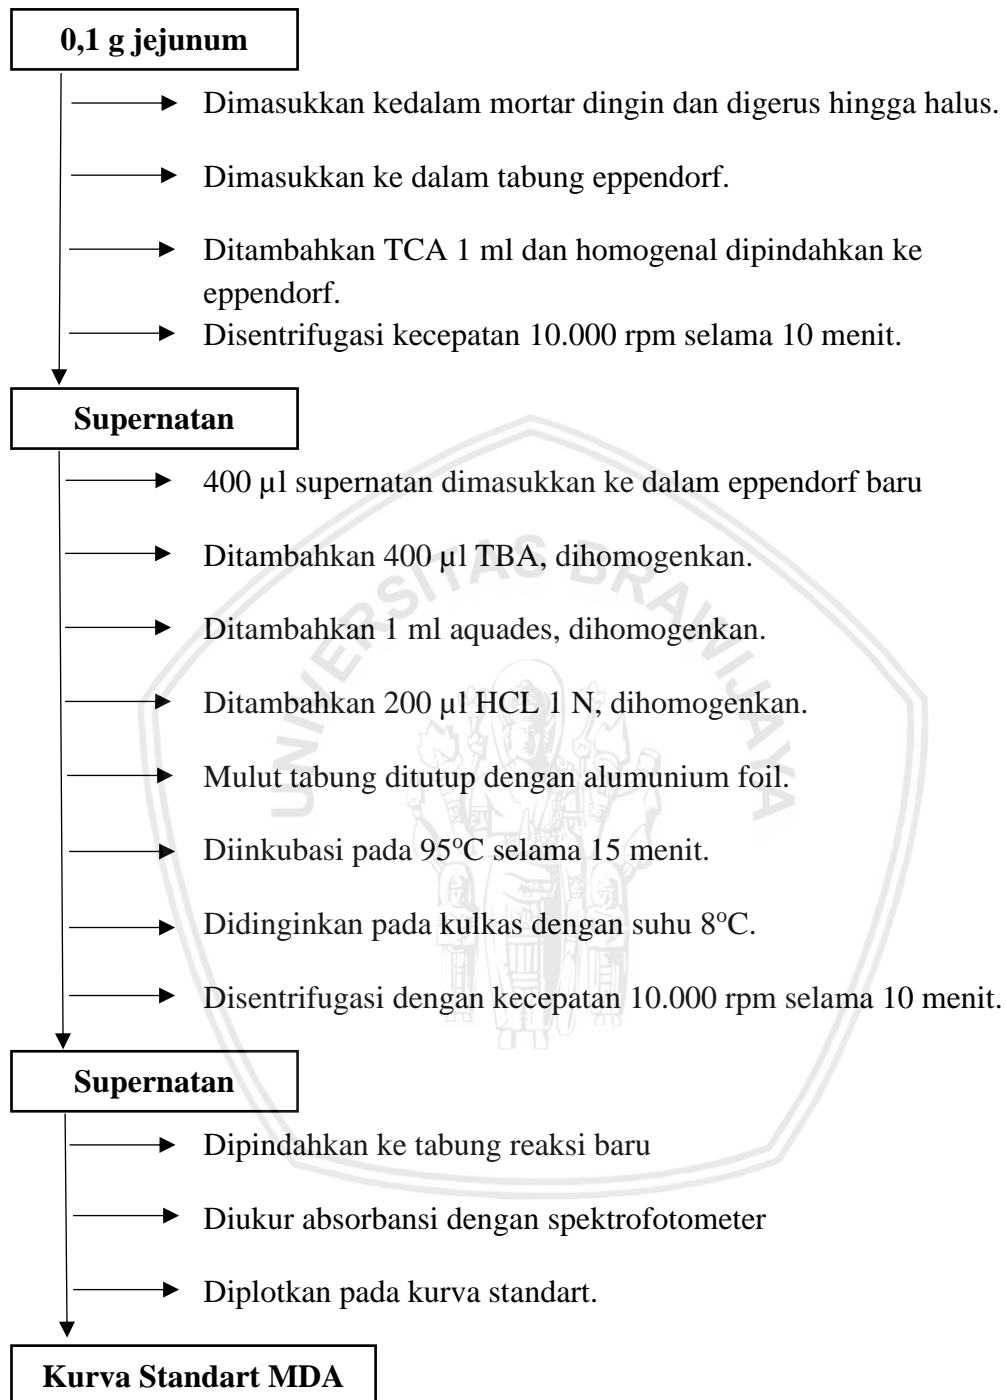 0,1 g jejunum
Dimasukkan kedalam mortar dingin dan digerus hingga halus.
Dimasukkan ke dalam tabung eppendorf.
Ditambahkan TCA 1 ml dan homogenal dipindahkan ke
eppendorf.
Disentrifugasi kecepatan 10.000 rpm selama 10 menit.
Supernatan
400 µl supernatan dimasukkan ke dalam eppendorf baru
Ditambahkan 400 µl TBA, dihomogenkan.
Ditambahkan 1 ml aquades, dihomogenkan.
Ditambahkan 200 µl HCL 1 N, dihomogenkan.
Mulut tabung ditutup dengan alumunium foil.
Diinkubasi pada 95°C selama 15 menit.
Didinginkan pada kulkas dengan suhu 8°C.
Disentrifugasi dengan kecepatan 10.000 rpm selama 10 menit.
Supernatan
Dipindahkan ke tabung reaksi baru
Diukur absorbansi dengan spektrofotometer
Diplotkan pada kurva standart.
Kurva Standart MDA
UNIVERSITAS BRAWIJAYA